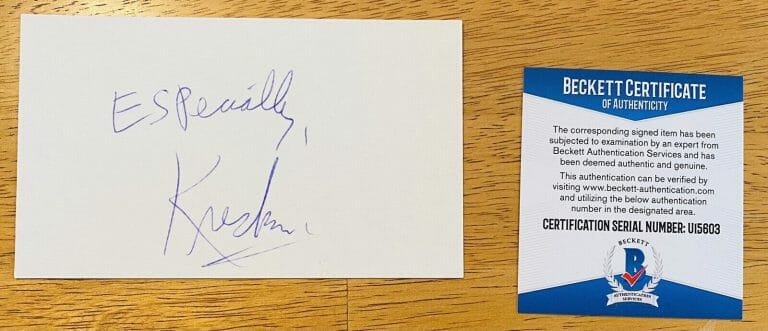 ESPecially,
Kreskin
BECKETT CERTIFICATE
OF AUTHENTICITY
The corresponding signed item has been
subjected to examination by an expert from
Beckett Authentication Services and has
been deemed authentic and genuine.
This authentication can be verified by
visiting www.beckett-authentication.com
and utilizing the below authentication
number in the designated area.
CERTIFICATION SERIAL NUMBER: U15603
BECKETT
B
AUTHENTICATION
SERVICES